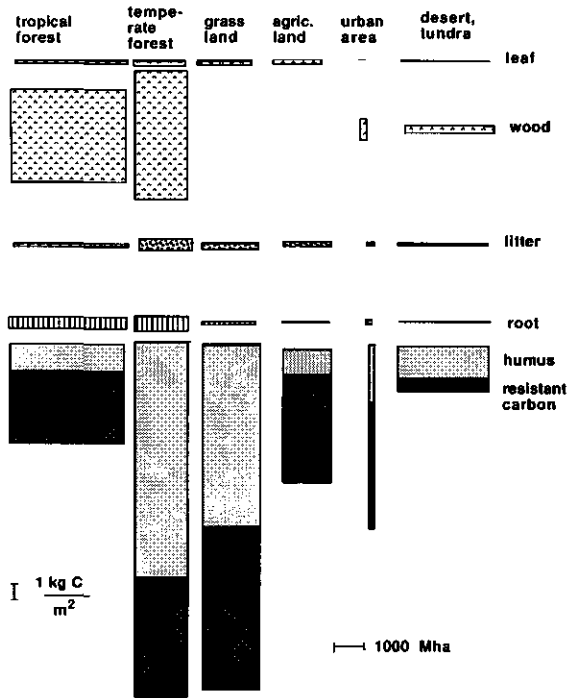 tropical forest
tempe-
rate
forest
grass
land
agric.
land
urban
area
desert,
tundra
leaf
wood
litter
root
humus
resistant
carbon
1 kg C
m²
1000 Mha